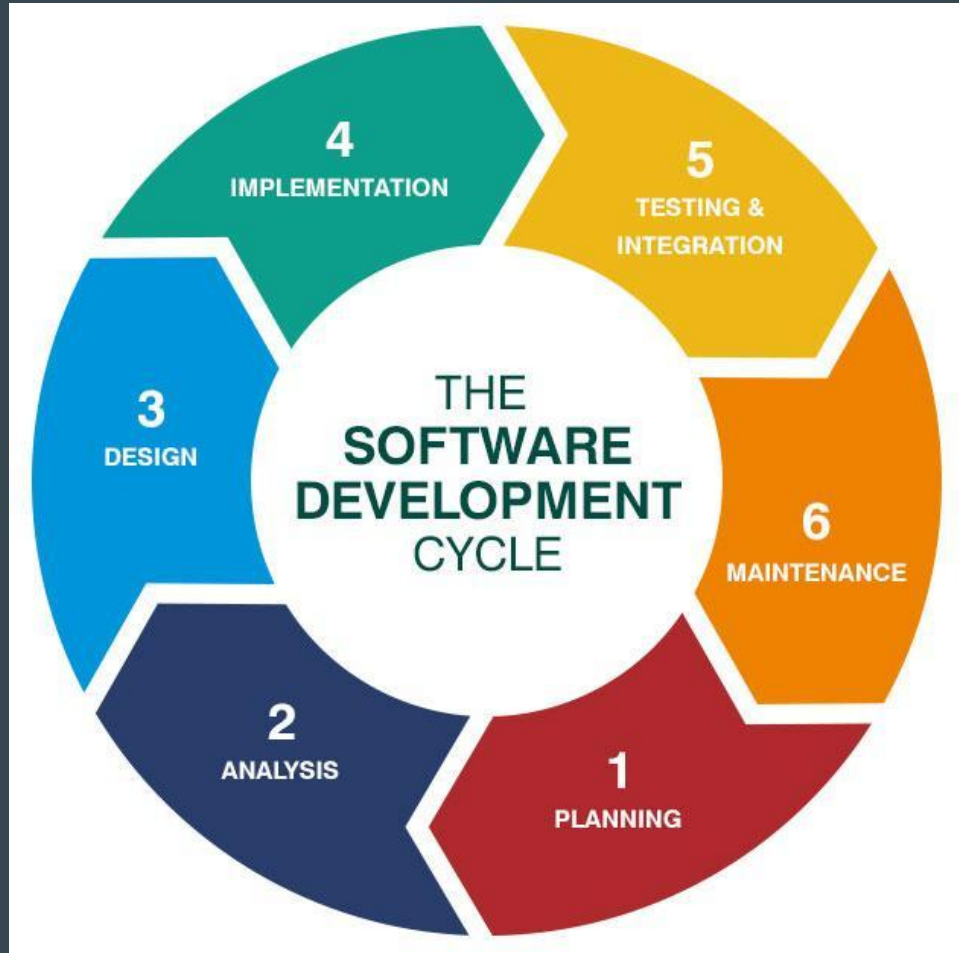 THE
SOFTWARE
DEVELOPMENT
CYCLE
1
PLANNING
2
ANALYSIS
3
DESIGN
4
IMPLEMENTATION
5
TESTING &
INTEGRATION
6
MAINTENANCE